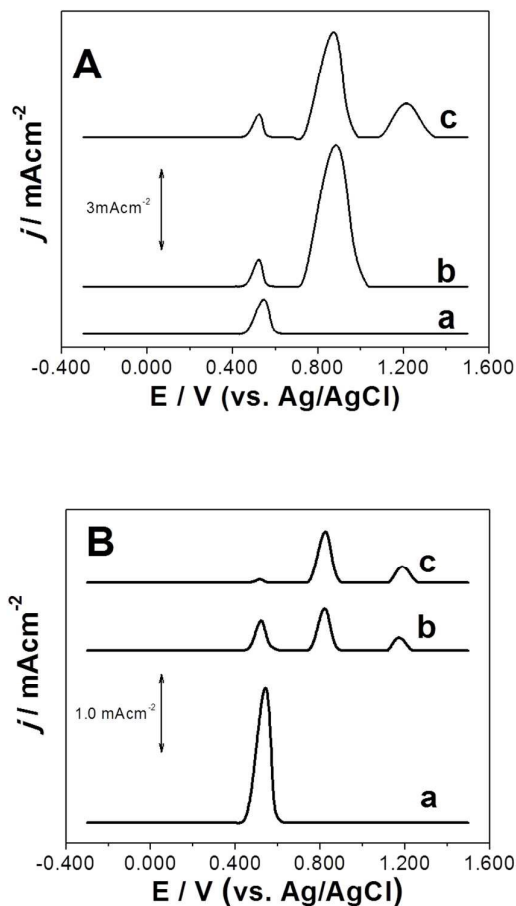 A
j / mAcm-2
c
3mAcm-2
b
a
-0.400 0.000 0.400 0.800 1.200 1.600
E / V (vs. Ag/AgCl)
B
j / mAcm-2
c
b
1.0 mAcm-2
a
-0.400 0.000 0.400 0.800 1.200 1.600
E / V (vs. Ag/AgCl)